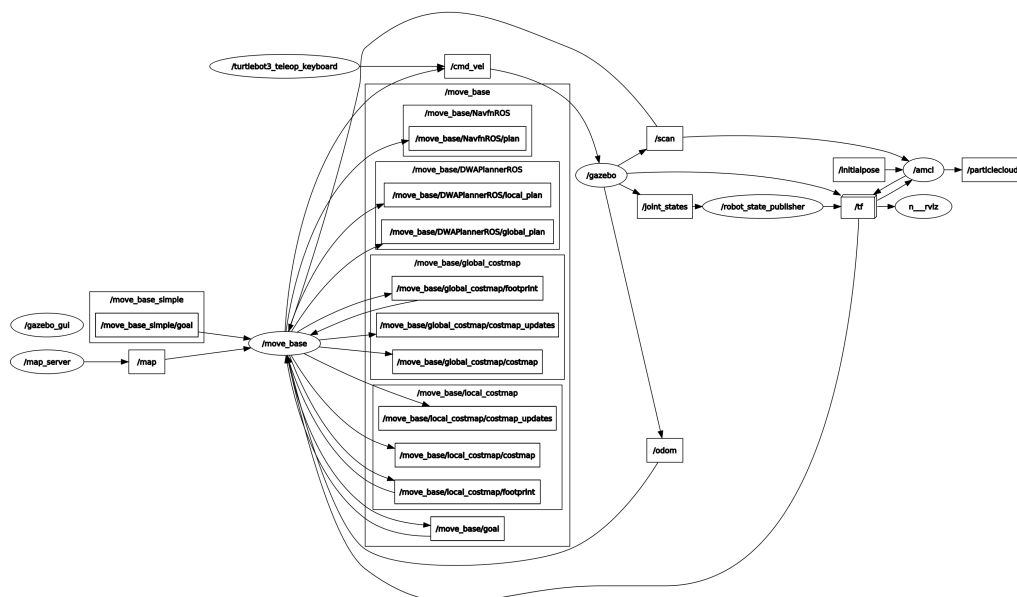 /turtlebot3_teleop_keyboard
/cmd_vel
/move_base
/move_base/NavfnROS
/move_base/NavfnROS/plan
/move_base/DWAPlannerROS
/move_base/DWAPlannerROS/local_plan
/move_base/DWAPlannerROS/global_plan
/move_base/global_costmap
/move_base/global_costmap/footprint
/move_base/global_costmap/costmap_updates
/move_base/global_costmap/costmap
/move_base/local_costmap
/move_base/local_costmap/costmap_updates
/move_base/local_costmap/costmap
/move_base/local_costmap/footprint
/move_base/goal
/gazebo_gui
/map_server
/move_base_simple
/move_base_simple/goal
/map
/move_base
/gazebo
/scan
/joint_states
/robot_state_publisher
/initialpose
/amcl
/particlecloud
/tf
n___rviz
/odom